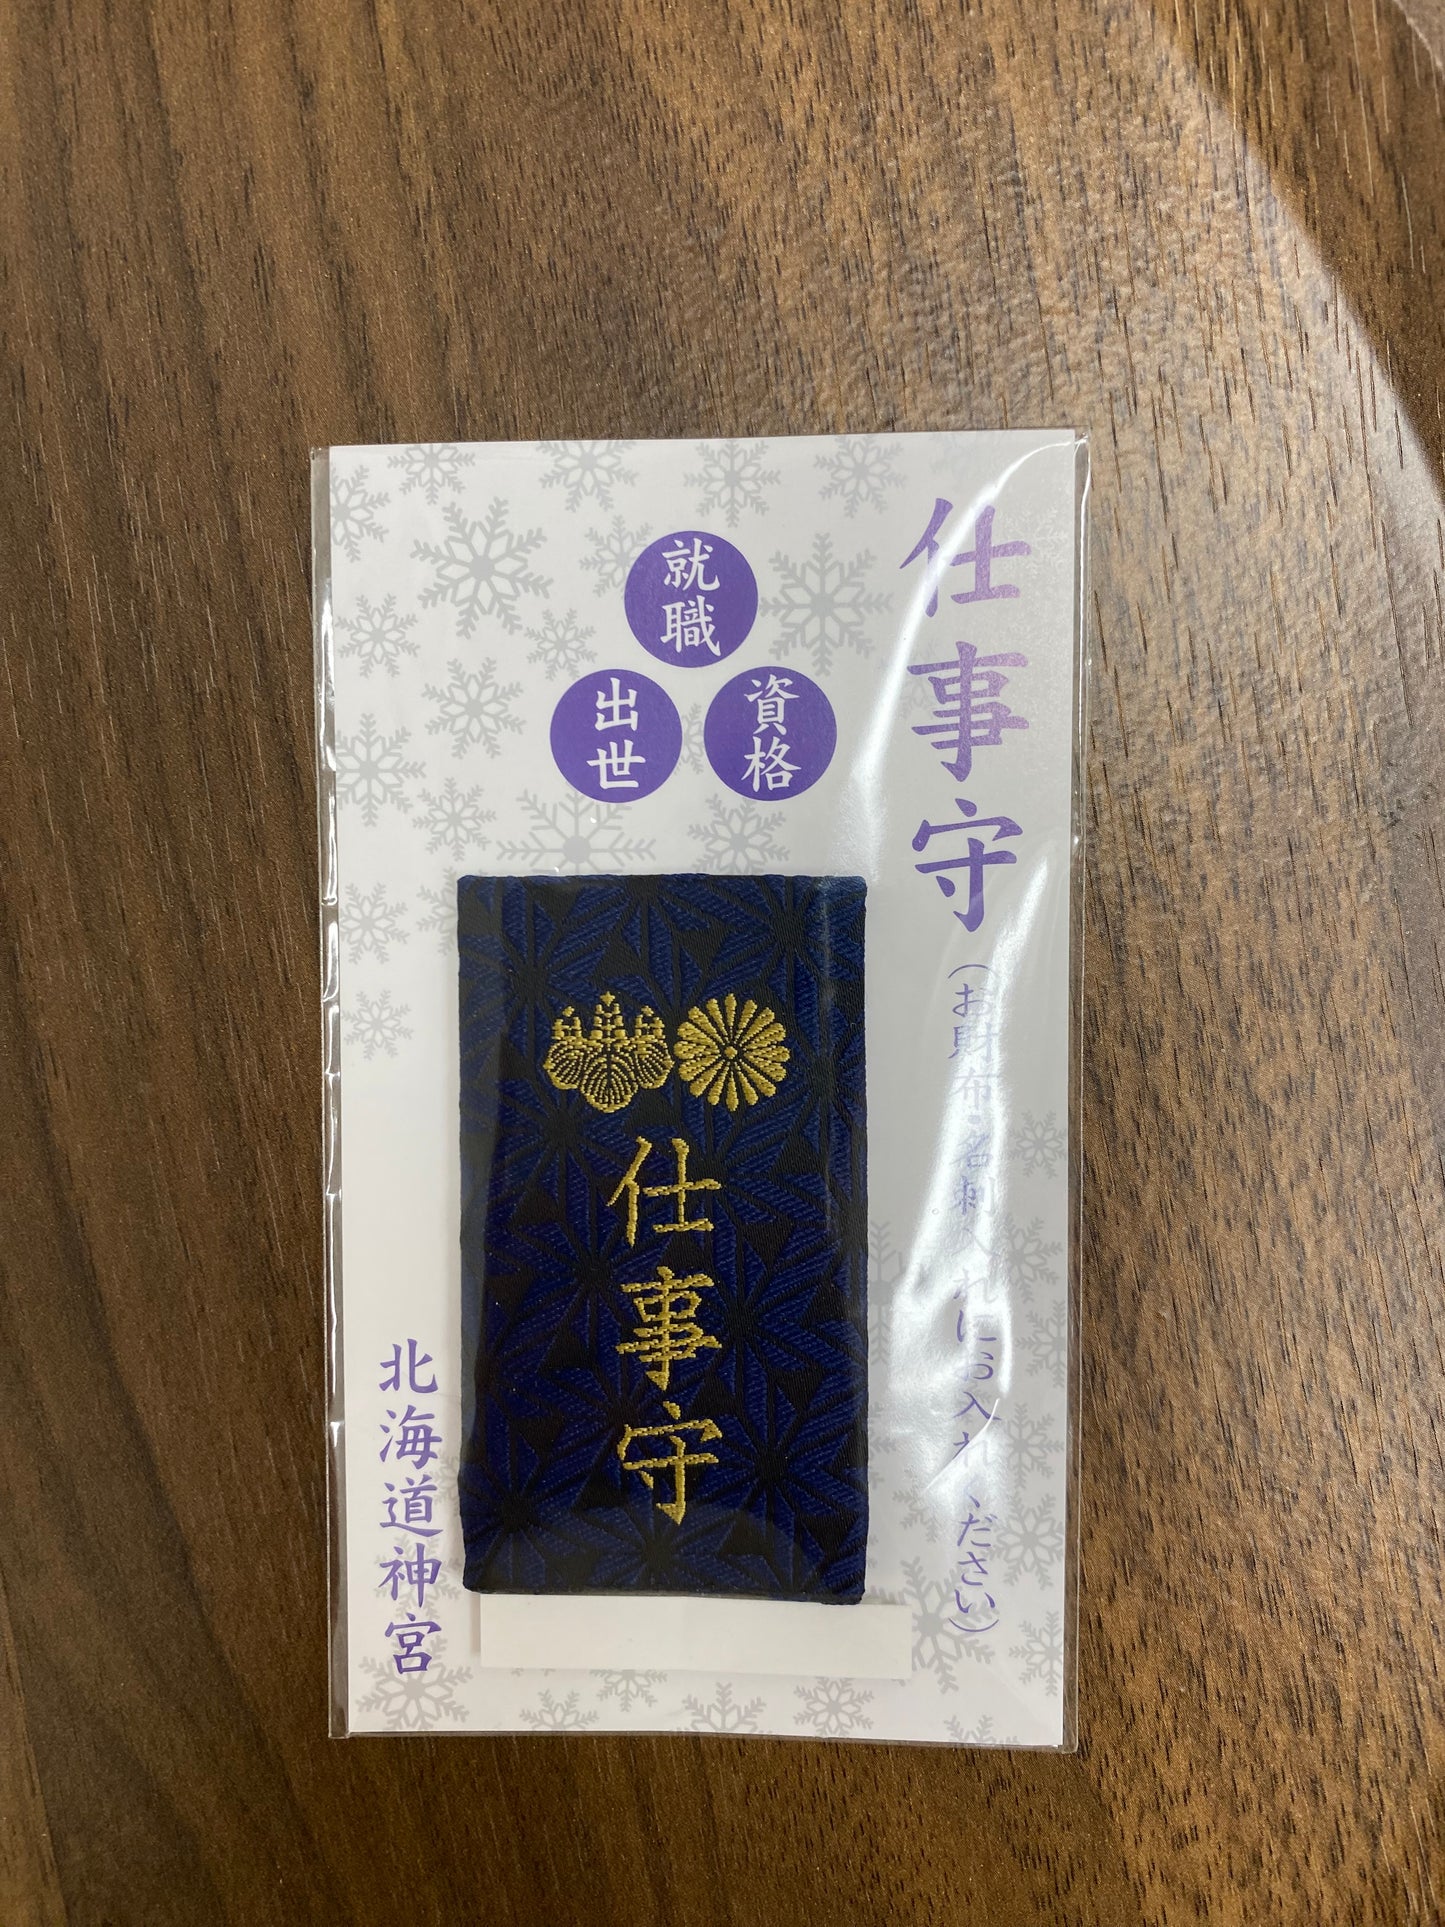 仕事守
(お財布・名刺入れにお入れください)
就職
資格
出世
仕事守
北海道神宮